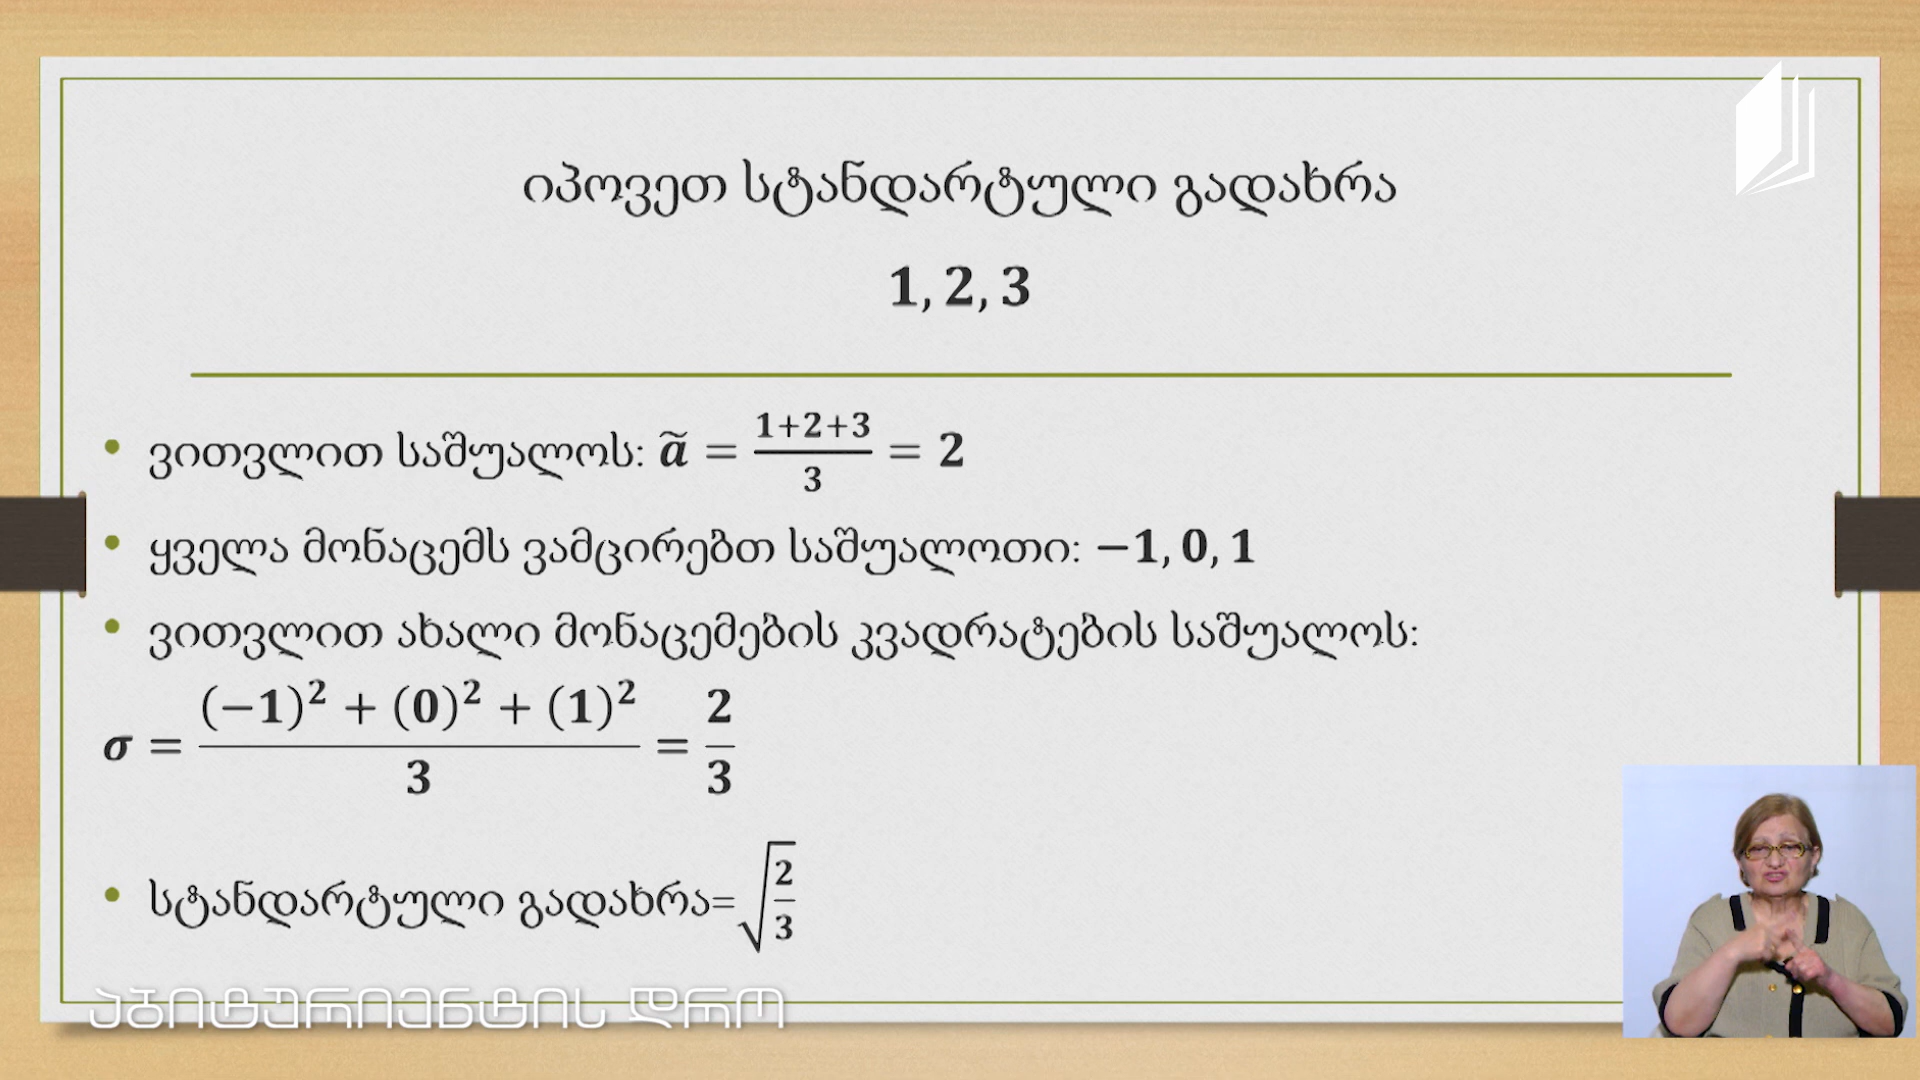 იპოვეთ სტანდარტული გადახრა
1, 2, 3
• ვითვლით საშუალოს: ã = (1+2+3)/3 = 2
• ყველა მონაცემს ვამცირებთ საშუალოთი: −1, 0, 1
• ვითვლით ახალი მონაცემების კვადრატების საშუალოს:
σ = ((−1)² + (0)² + (1)²)/3 = 2/3
• სტანდარტული გადახრა=√(2/3)
აბიტურიენტის დრო